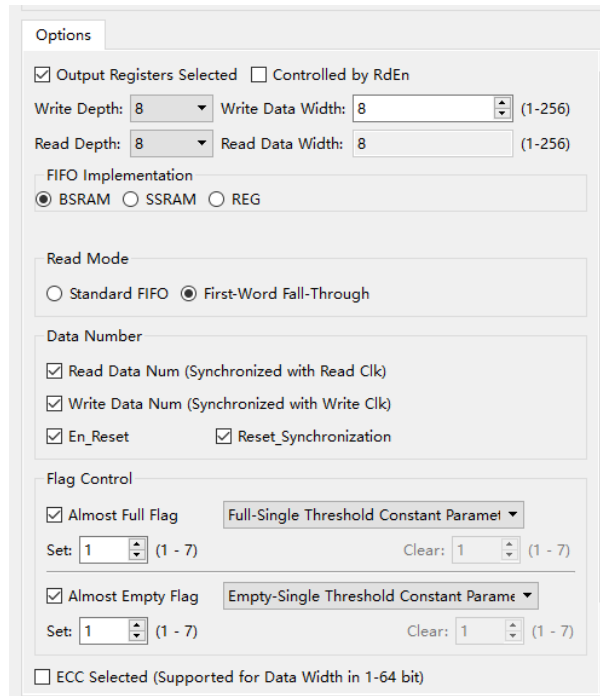 Options
Output Registers Selected Controlled by RdEn
Write Depth: 8 Write Data Width: 8 (1-256)
Read Depth: 8 Read Data Width: 8 (1-256)
FIFO Implementation
BSRAM SSRAM REG
Read Mode
Standard FIFO First-Word Fall-Through
Data Number
Read Data Num (Synchronized with Read Clk)
Write Data Num (Synchronized with Write Clk)
En_Reset Reset_Synchronization
Flag Control
Almost Full Flag Full-Single Threshold Constant Paramet
Set: 1 (1 - 7) Clear: 1 (1 - 7)
Almost Empty Flag Empty-Single Threshold Constant Parame
Set: 1 (1 - 7) Clear: 1 (1 - 7)
ECC Selected (Supported for Data Width in 1-64 bit)